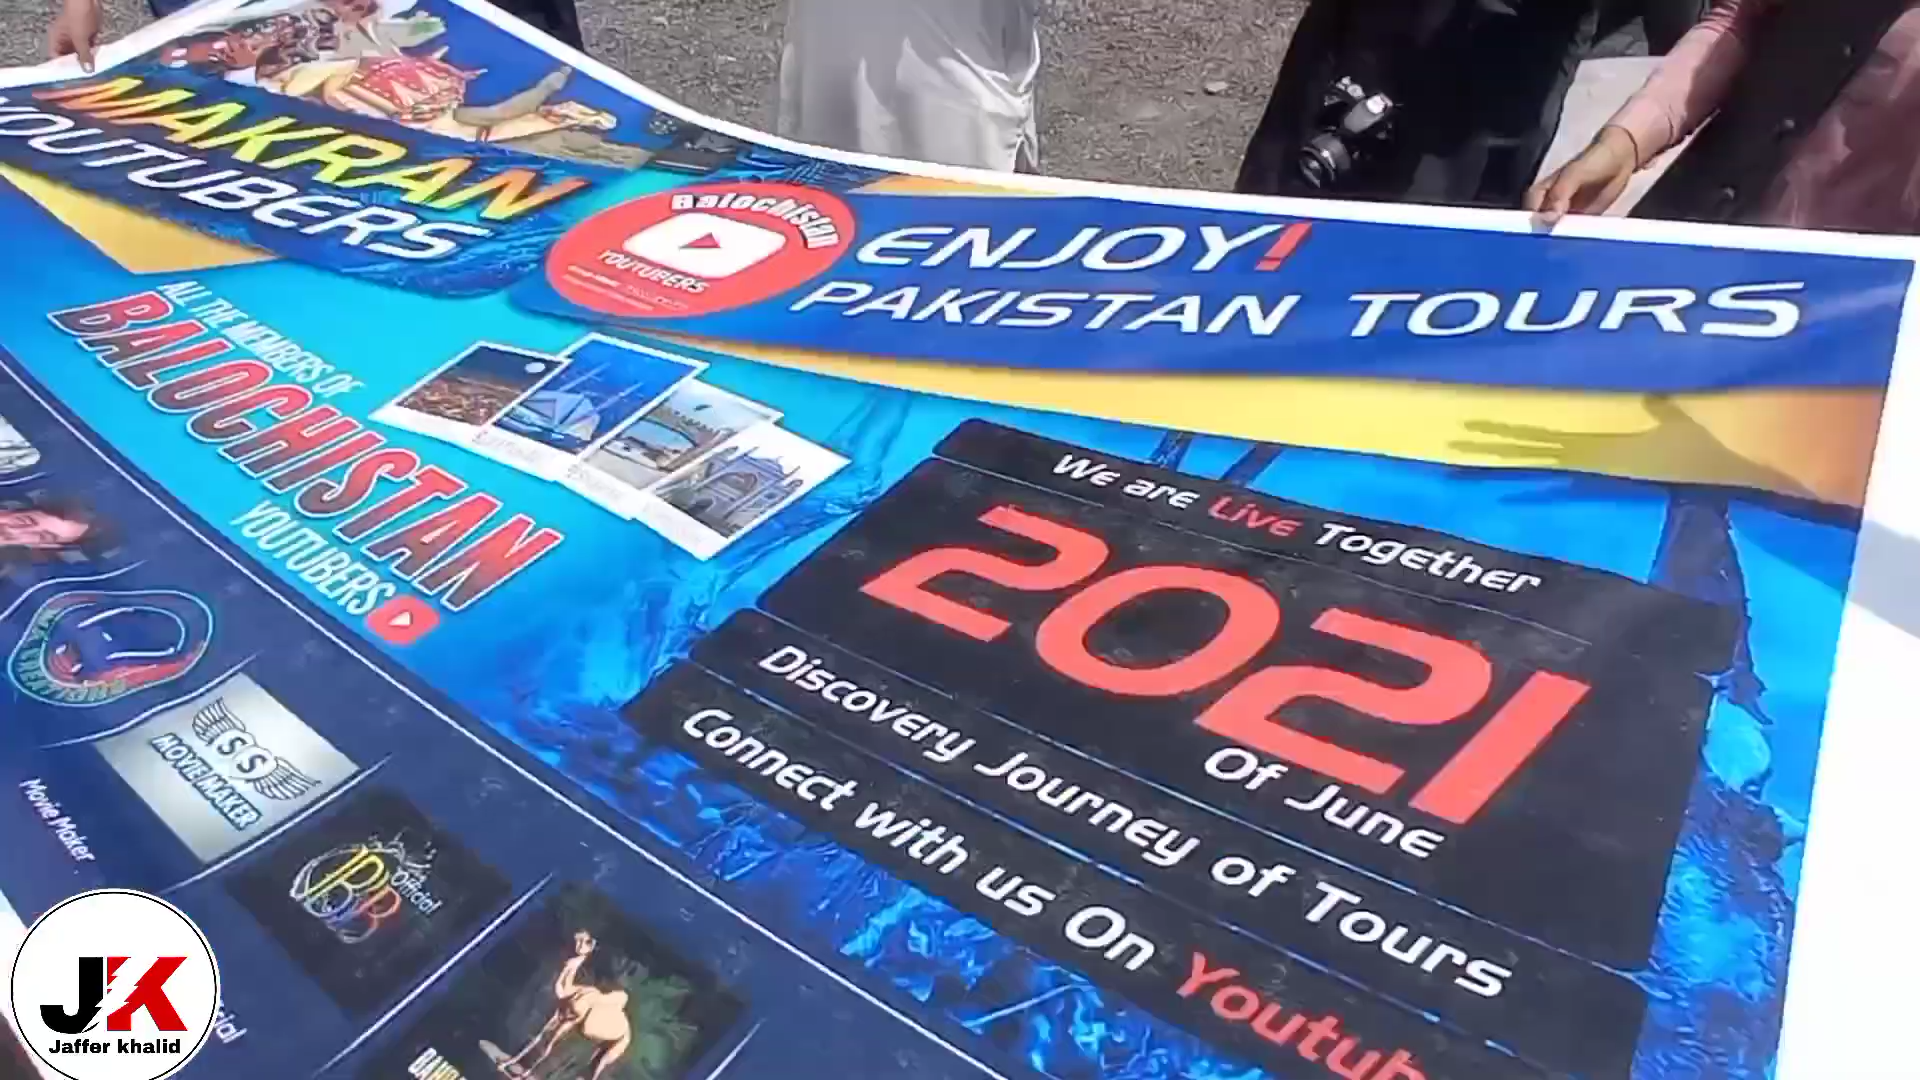 MAKRAN
YOUTUBERS
Balochistan
YOUTUBERS
ENJOY!
PAKISTAN TOURS
ALL THE MEMBERS OF
BALOCHISTAN
YOUTUBERS
We are Live Together
2021
Of June
Discovery Journey of Tours
Connect with us On Youtub
SS
MOVIE MAKER
Movie Maker
Official
JK
Jaffer khalid